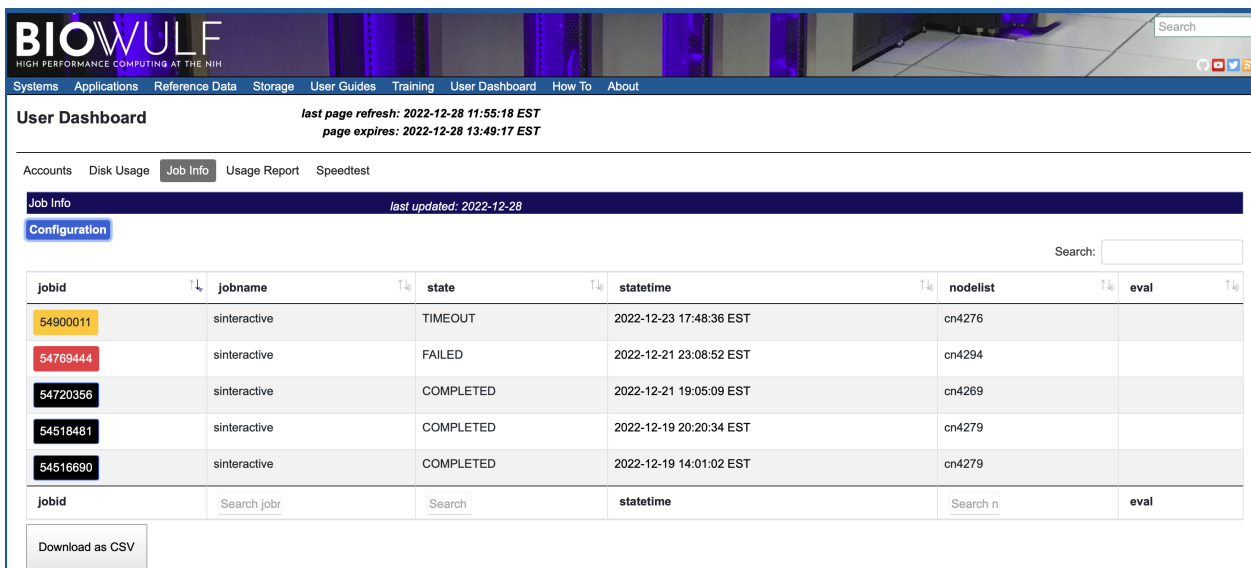 BIOWULF
HIGH PERFORMANCE COMPUTING AT THE NIH
Search
Systems Applications Reference Data Storage User Guides Training User Dashboard How To About
User Dashboard
last page refresh: 2022-12-28 11:55:18 EST
page expires: 2022-12-28 13:49:17 EST
Accounts Disk Usage Job Info Usage Report Speedtest
Job Info last updated: 2022-12-28
Configuration
Search:
jobid jobname state statetime nodelist eval
54900011 sinteractive TIMEOUT 2022-12-23 17:48:36 EST cn4276
54769444 sinteractive FAILED 2022-12-21 23:08:52 EST cn4294
54720356 sinteractive COMPLETED 2022-12-21 19:05:09 EST cn4269
54518481 sinteractive COMPLETED 2022-12-19 20:20:34 EST cn4279
54516690 sinteractive COMPLETED 2022-12-19 14:01:02 EST cn4279
jobid Search jobr Search statetime Search n eval
Download as CSV